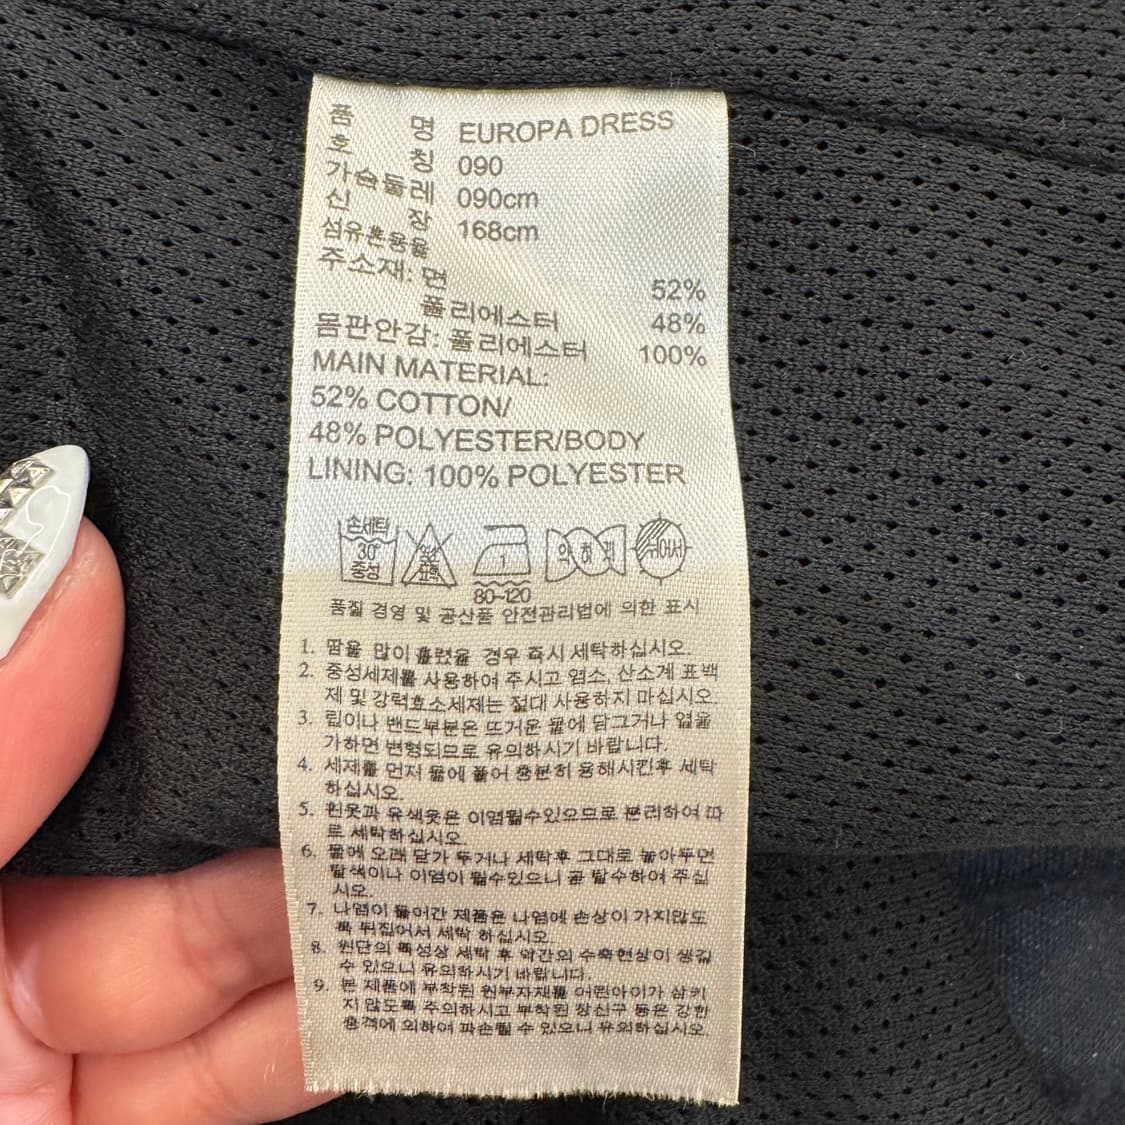 품 명 EUROPA DRESS
호 칭 090
가슴둘레 090cm
신 장 168cm
섬유혼용율
주소재: 면 52%
폴리에스터 48%
몸판안감: 폴리에스터 100%
MAIN MATERIAL:
52% COTTON/
48% POLYESTER/BODY
LINING: 100% POLYESTER
손세탁 30° 중성 염소 표백 1 80~120 약하게 뉘어서
품질 경영 및 공산품 안전관리법에 의한 표시
1. 땀을 많이 흘렸을 경우 즉시 세탁하십시오.
2. 중성세제를 사용하여 주시고 염소, 산소계 표백
제 및 강력효소세제는 절대 사용하지 마십시오.
3. 립이나 밴드부분은 뜨거운 물에 담그거나 열을
가하면 변형되므로 유의하시기 바랍니다.
4. 세제를 먼저 물에 풀어 충분히 용해시킨후 세탁
하십시오.
5. 흰옷과 유색옷은 이염될수있으므로 분리하여 따
로 세탁하십시오.
6. 물에 오래 담가 두거나 세탁후 그대로 놓아두면
탈색이나 이염이 될수있으니 곧 탈수하여 주십
시오.
7. 나염이 들어간 제품은 나염에 손상이 가지않도
록 뒤집어서 세탁 하십시오.
8. 원단의 특성상 세탁 후 약간의 수축현상이 생길
수 있으니 유의하시기 바랍니다.
9. 본 제품에 부착된 원부자재를 어린아이가 삼키
지 않도록 주의하시고 부착된 장신구 등은 강한
충격에 의하여 파손될 수 있으니 유의하십시오.